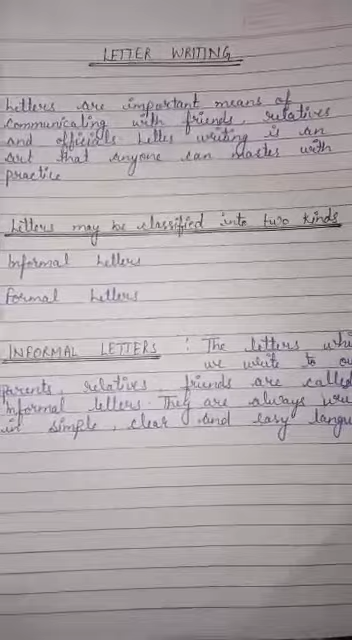 LETTER WRITING
Letters are important means of
communicating with friends, relatives
and officials. Letter writing is an
art that anyone can master with
practice
Letters may be classified into two kinds
Informal Letters
Formal Letters
INFORMAL LETTERS : The letters whi
we write to ou
parents, relatives, friends are called
Informal letters. They are always
in simple, clear and easy langu